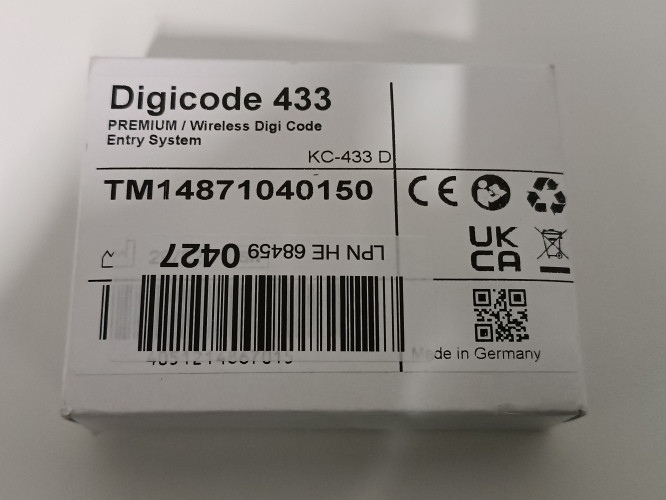 Digicode 433
PREMIUM / Wireless Digi Code
Entry System
KC-433 D
TM14871040150
CE
UK
CA
LPN HE 68459 0427
Made in Germany